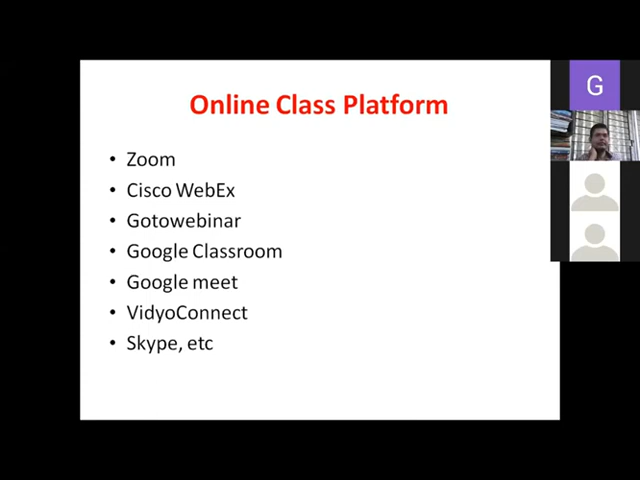 Online Class Platform
• Zoom
• Cisco WebEx
• Gotowebinar
• Google Classroom
• Google meet
• VidyoConnect
• Skype, etc
G